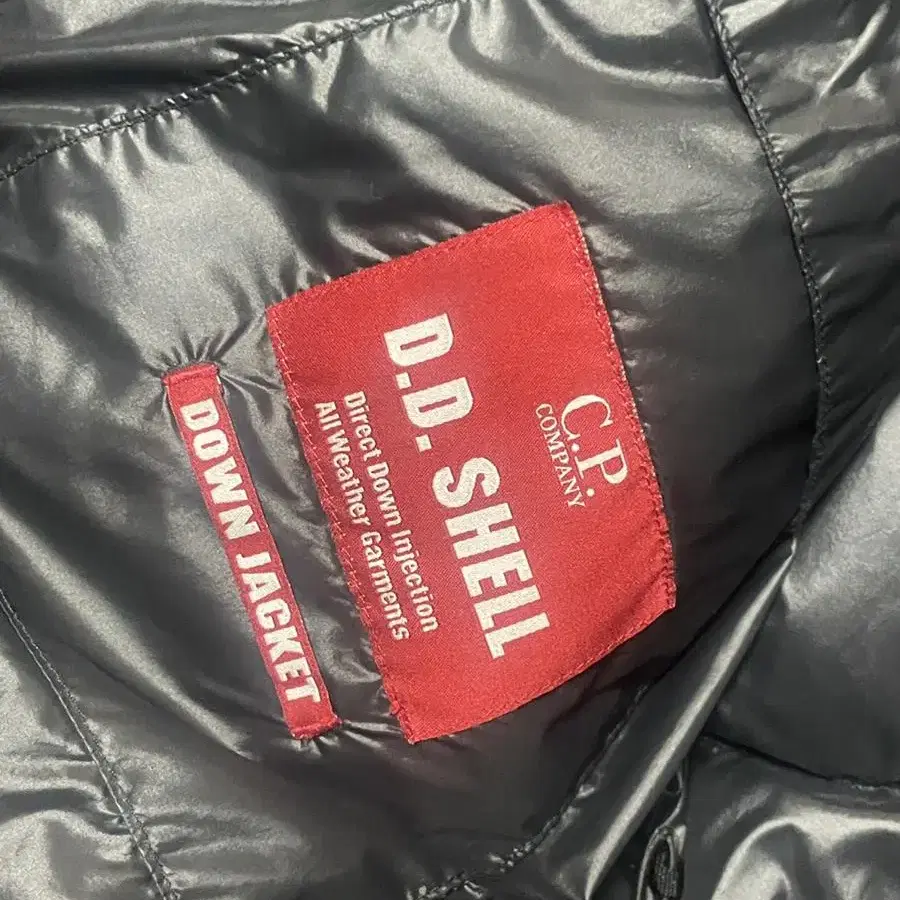 C.P.
COMPANY
D.D. SHELL
Direct Down Injection
All Weather Garments
DOWN JACKET